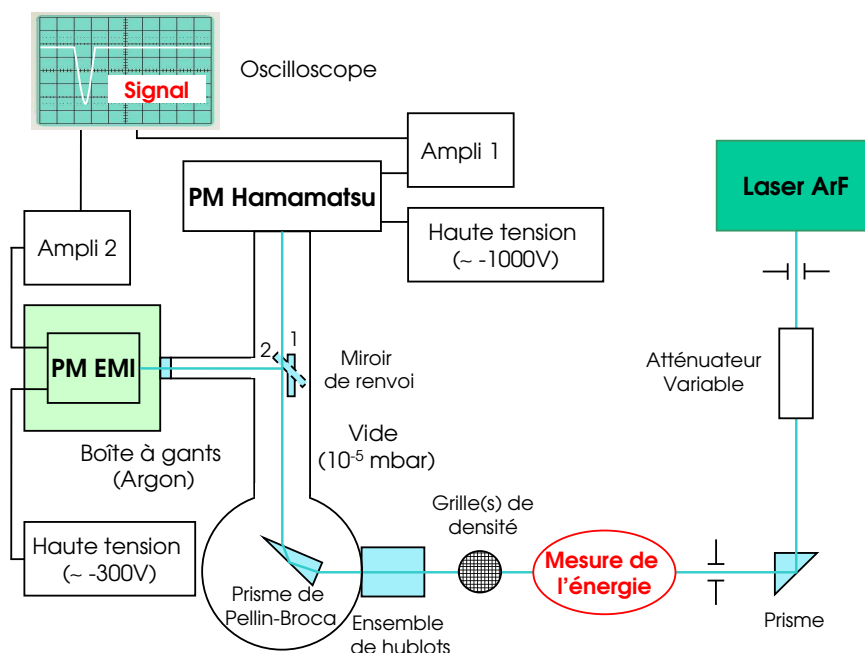 Signal
Oscilloscope
Ampli 1
Laser ArF
PM Hamamatsu
Haute tension
(~ -1000V)
Ampli 2
PM EMI
2
1
Miroir
de renvoi
Atténuateur
Variable
Boîte à gants
(Argon)
Vide
(10⁻⁵ mbar)
Grille(s) de
densité
Haute tension
(~ -300V)
Prisme de
Pellin-Broca
Ensemble
de hublots
Mesure de
l’énergie
Prisme